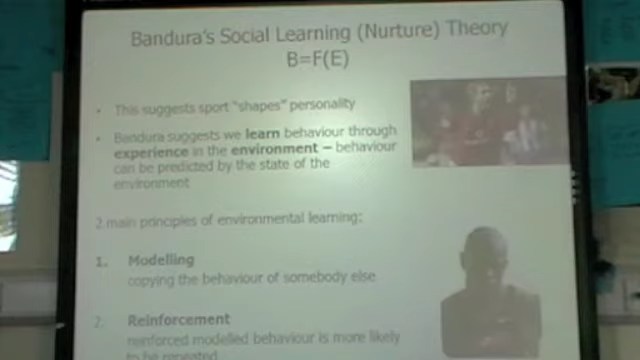 Bandura's Social Learning (Nurture) Theory
B=F(E)
• This suggests sport "shapes" personality
• Bandura suggests we learn behaviour through
experience in the environment – behaviour
can be predicted by the state of the
environment
2 main principles of environmental learning:
1. Modelling
copying the behaviour of somebody else
2. Reinforcement
reinforced modelled behaviour is more likely
to be repeated